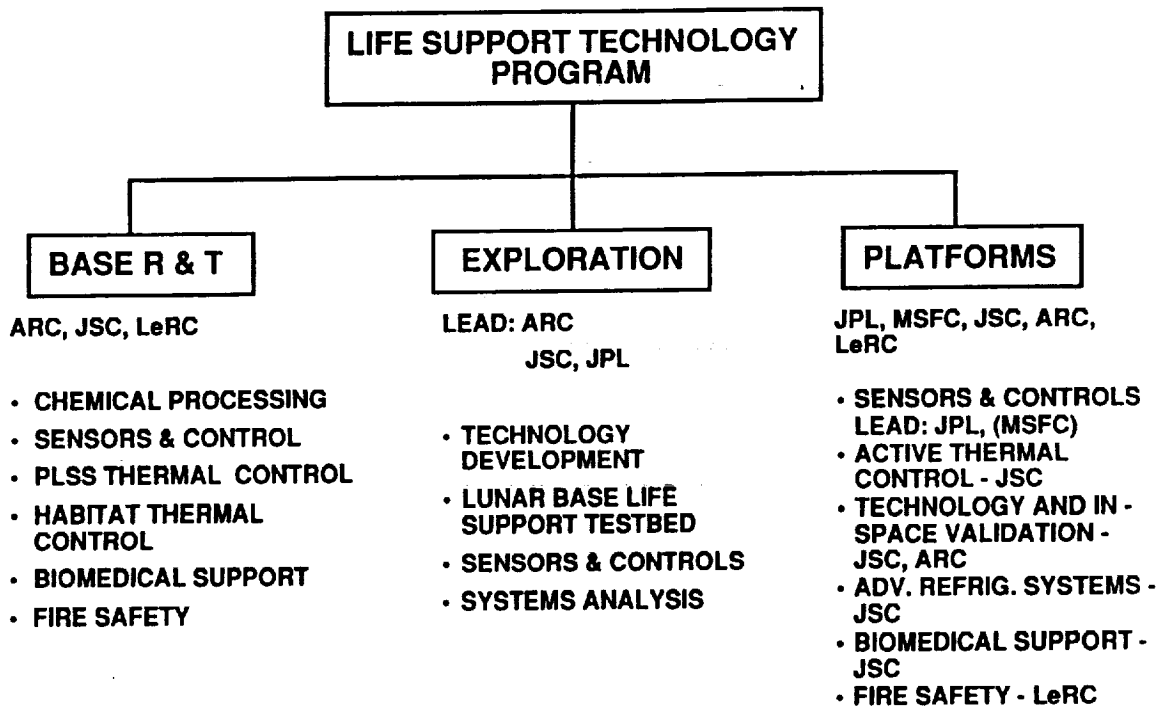 LIFE SUPPORT TECHNOLOGY
PROGRAM
BASE R & T
ARC, JSC, LeRC
• CHEMICAL PROCESSING
• SENSORS & CONTROL
• PLSS THERMAL CONTROL
• HABITAT THERMAL
CONTROL
• BIOMEDICAL SUPPORT
• FIRE SAFETY
EXPLORATION
LEAD: ARC
JSC, JPL
• TECHNOLOGY
DEVELOPMENT
• LUNAR BASE LIFE
SUPPORT TESTBED
• SENSORS & CONTROLS
• SYSTEMS ANALYSIS
PLATFORMS
JPL, MSFC, JSC, ARC,
LeRC
• SENSORS & CONTROLS
LEAD: JPL, (MSFC)
• ACTIVE THERMAL
CONTROL - JSC
• TECHNOLOGY AND IN -
SPACE VALIDATION -
JSC, ARC
• ADV. REFRIG. SYSTEMS -
JSC
• BIOMEDICAL SUPPORT -
JSC
• FIRE SAFETY - LeRC